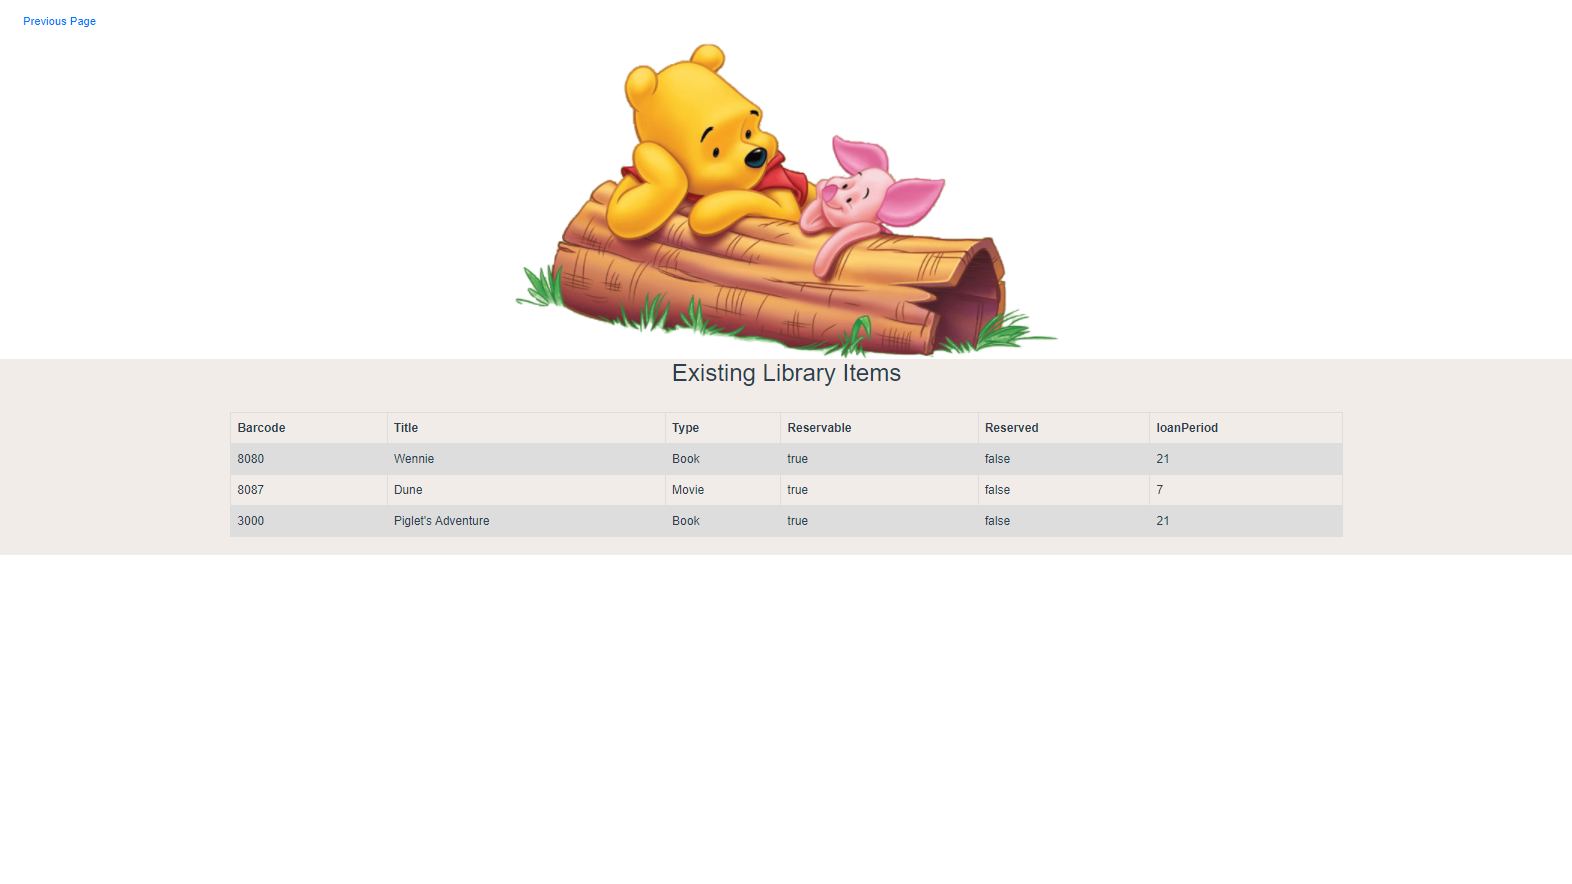 Previous Page
Existing Library Items
Barcode Title Type Reservable Reserved loanPeriod
8080 Wennie Book true false 21
8087 Dune Movie true false 7
3000 Piglet's Adventure Book true false 21